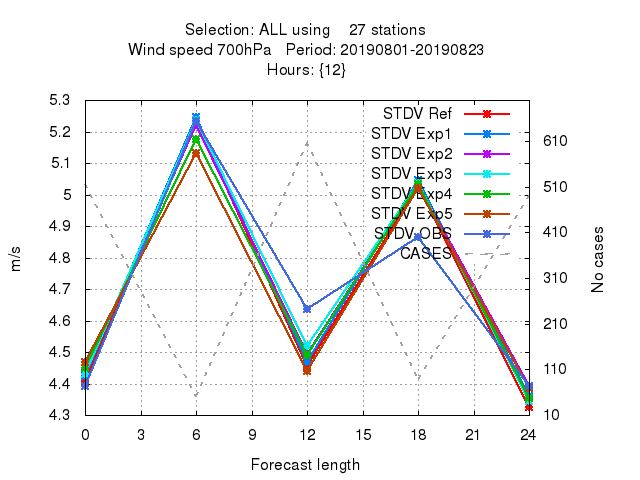 Selection: ALL using 27 stations
Wind speed 700hPa Period: 20190801-20190823
Hours: {12}
5.3
5.2
5.1
5
4.9
4.8
4.7
4.6
4.5
4.4
4.3
m/s
STDV Ref
STDV Exp1
STDV Exp2
STDV Exp3
STDV Exp4
STDV Exp5
STDV OBS
CASES
610
510
410
310
210
110
10
No cases
0 3 6 9 12 15 18 21 24
Forecast length